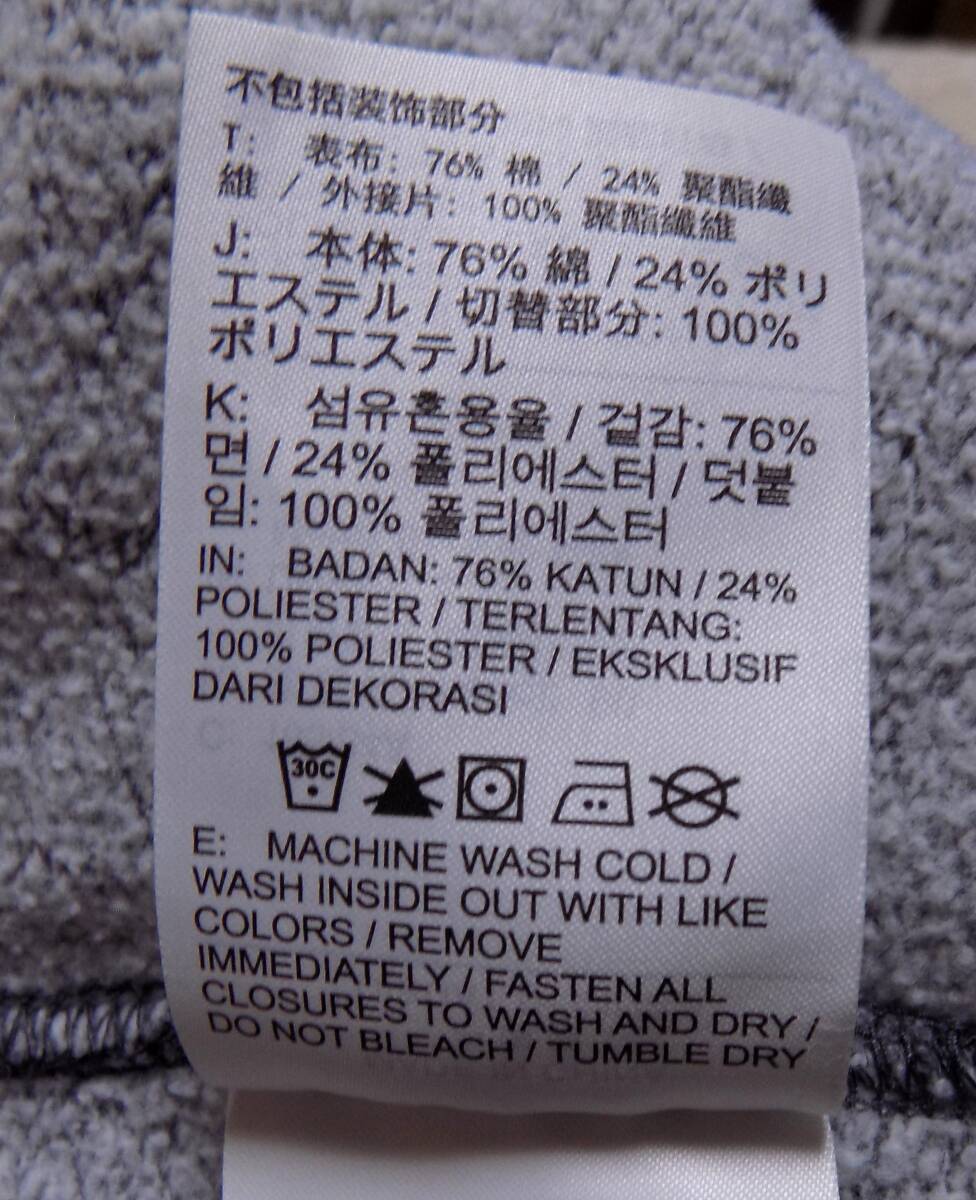 不包括装饰部分
T: 表布: 76% 棉 / 24% 聚酯纖
維 / 外接片: 100% 聚酯纖維
J: 本体: 76% 綿 / 24% ポリ
エステル / 切替部分: 100%
ポリエステル
K: 섬유혼용율 / 겉감: 76%
면 / 24% 폴리에스터 / 덧붙
임: 100% 폴리에스터
IN: BADAN: 76% KATUN / 24%
POLIESTER / TERLENTANG:
100% POLIESTER / EKSKLUSIF
DARI DEKORASI
30C
E: MACHINE WASH COLD /
WASH INSIDE OUT WITH LIKE
COLORS / REMOVE
IMMEDIATELY / FASTEN ALL
CLOSURES TO WASH AND DRY /
DO NOT BLEACH / TUMBLE DRY